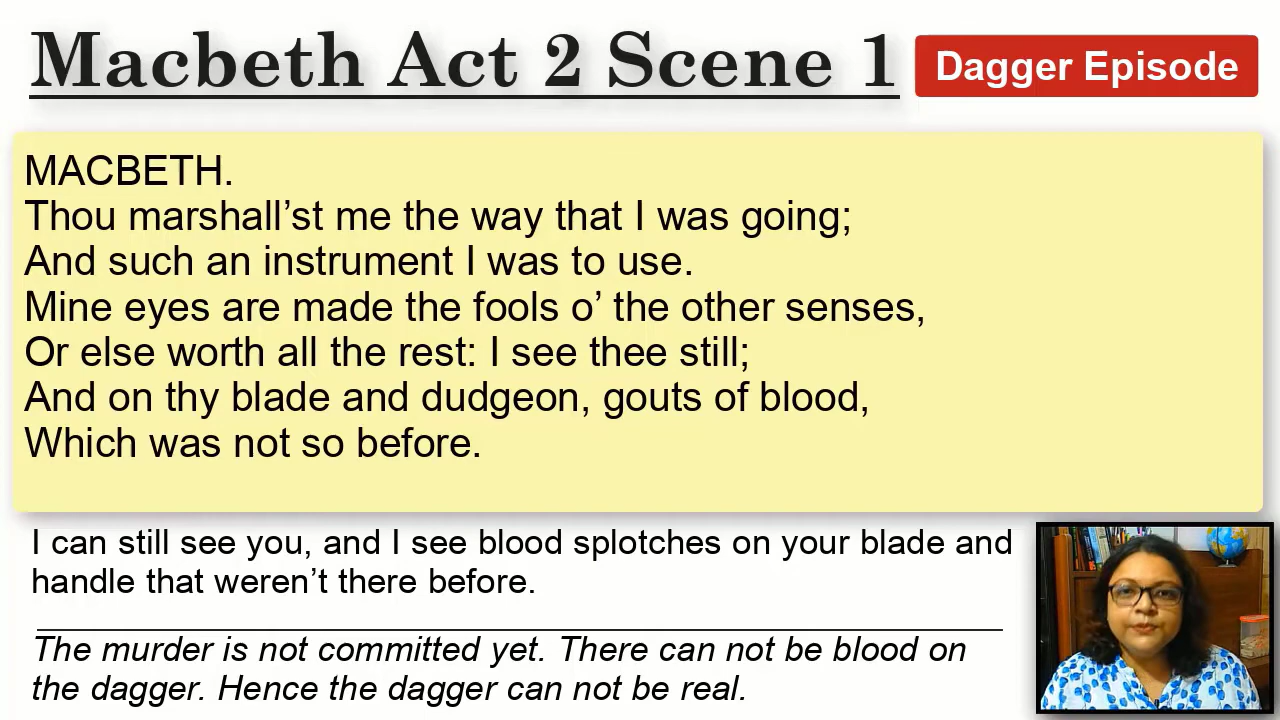 Macbeth Act 2 Scene 1
Dagger Episode
MACBETH.
Thou marshall’st me the way that I was going;
And such an instrument I was to use.
Mine eyes are made the fools o’ the other senses,
Or else worth all the rest: I see thee still;
And on thy blade and dudgeon, gouts of blood,
Which was not so before.
I can still see you, and I see blood splotches on your blade and
handle that weren’t there before.
The murder is not committed yet. There can not be blood on
the dagger. Hence the dagger can not be real.